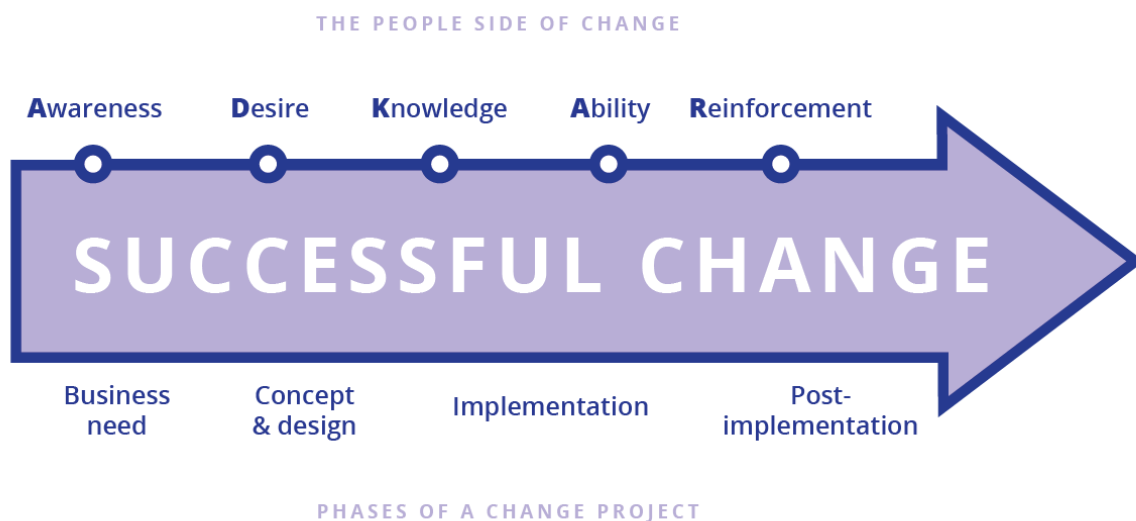 THE PEOPLE SIDE OF CHANGE
Awareness
Desire
Knowledge
Ability
Reinforcement
SUCCESSFUL CHANGE
Business
need
Concept
& design
Implementation
Post-
implementation
PHASES OF A CHANGE PROJECT